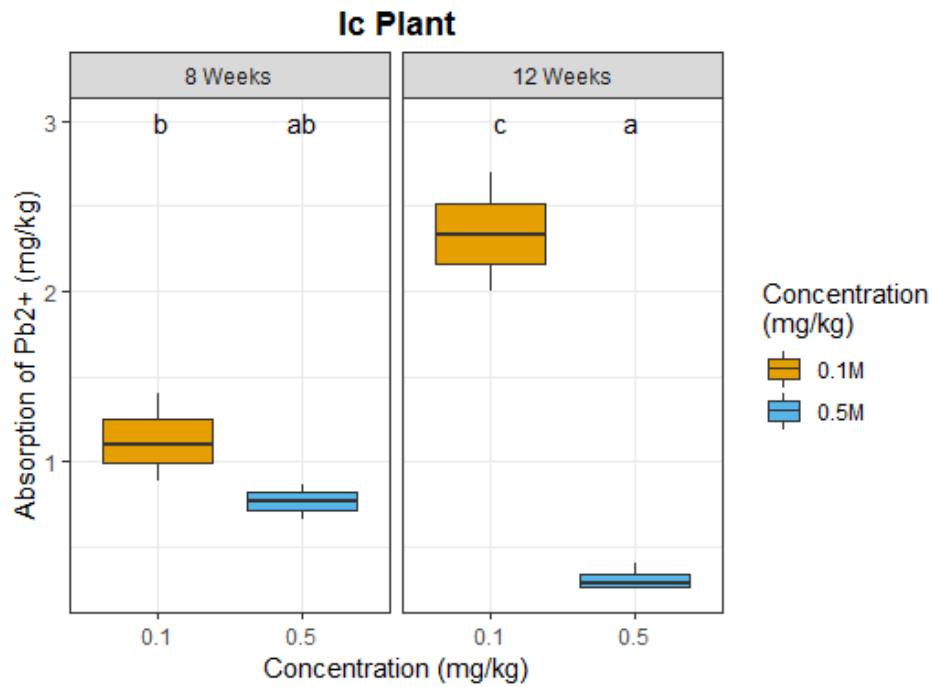 Ic Plant
8 Weeks
12 Weeks
b
ab
c
a
3
2
1
Absorption of Pb2+ (mg/kg)
0.1
0.5
0.1
0.5
Concentration (mg/kg)
Concentration
(mg/kg)
0.1M
0.5M